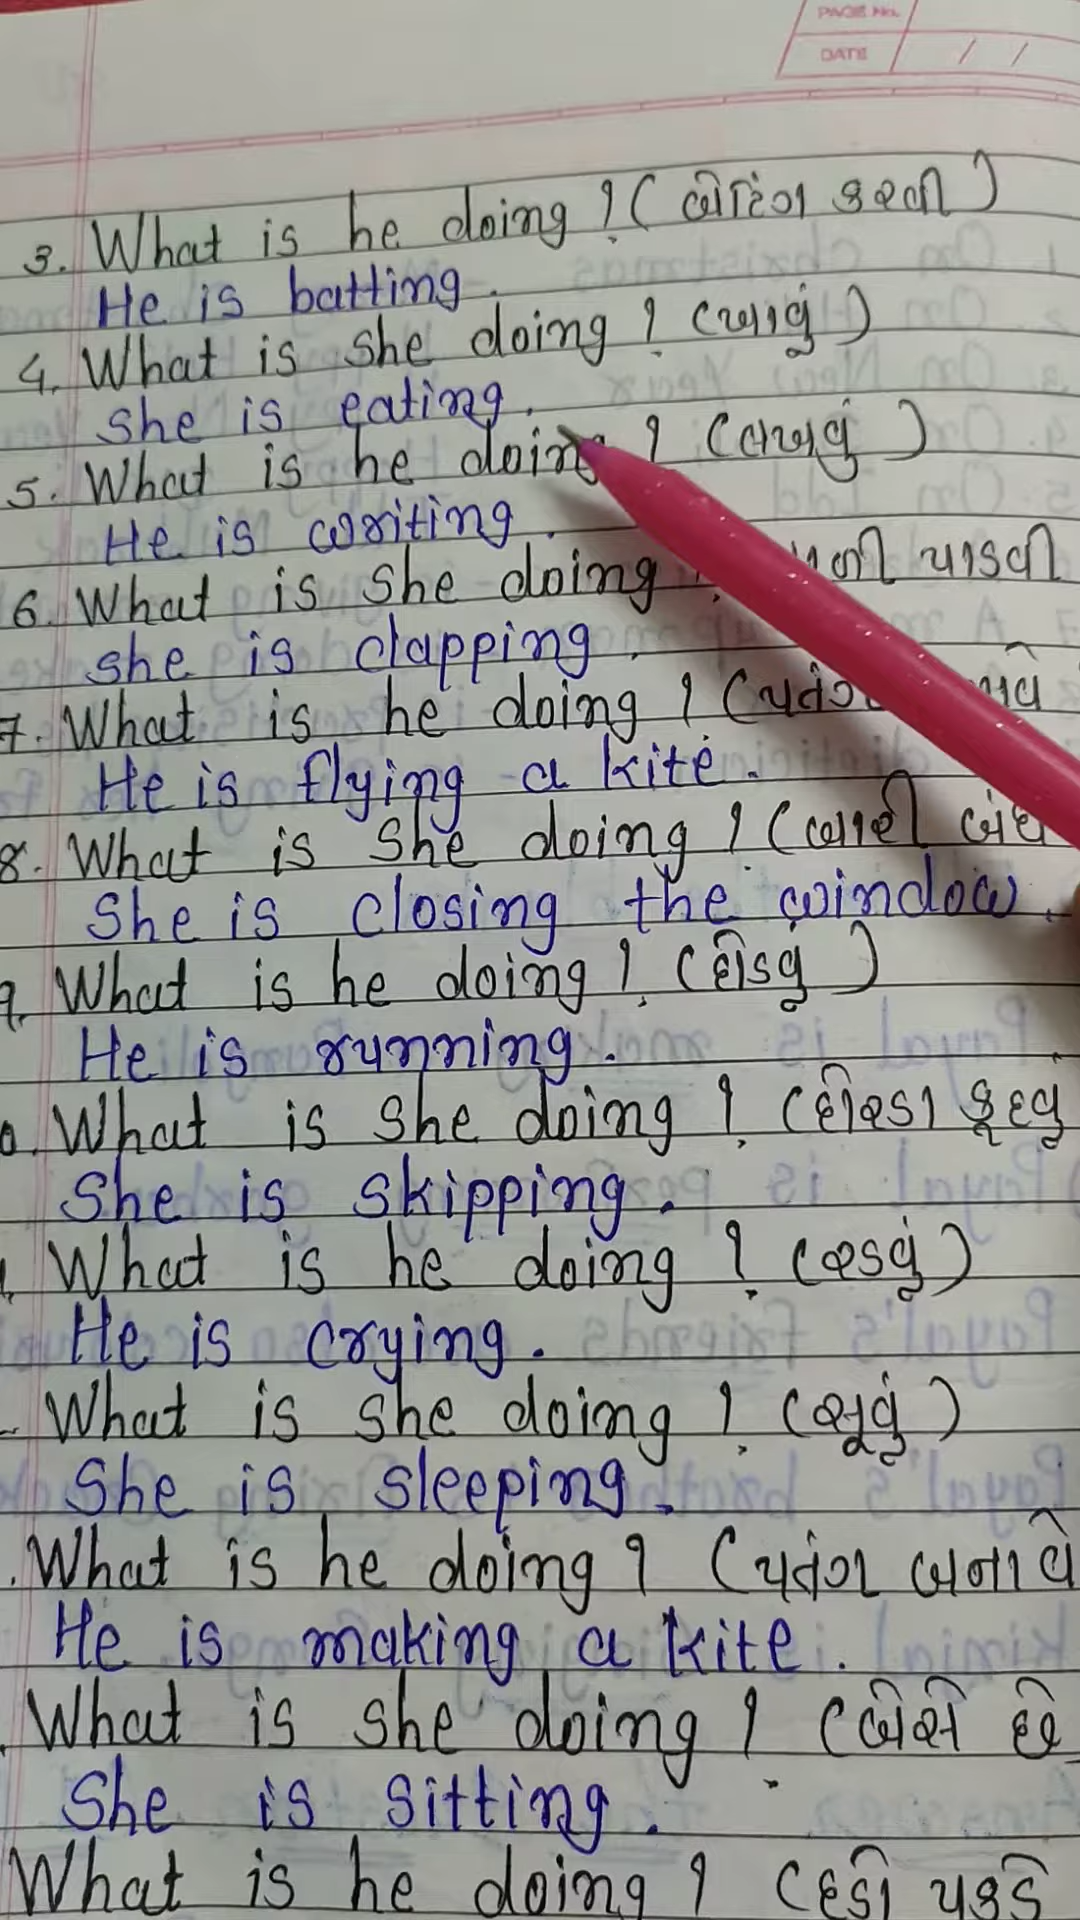 PAGE No.
DATE / /
3. What is he doing ? (બેટિંગ કરવી)
He is batting.
4. What is she doing ? (ખાવું)
She is eating.
5. What is he doing ? (લખવું)
He is writing.
6. What is she doing પાડવી
She is clapping.
7. What is he doing ? (પતંગ
He is flying a kite.
8. What is she doing ? (બારી બંધ
She is closing the window.
9. What is he doing ? (દોડવું)
He is running.
What is she doing ? (દોરડા કૂદવું
She is skipping.
What is he doing ? (રડવું)
He is crying.
What is she doing ? (સૂવું)
She is sleeping.
What is he doing ? (પતંગ બનાવે
He is making a kite.
What is she doing ? (બેસે છે
She is sitting.
What is he doing ? (દડો પકડે